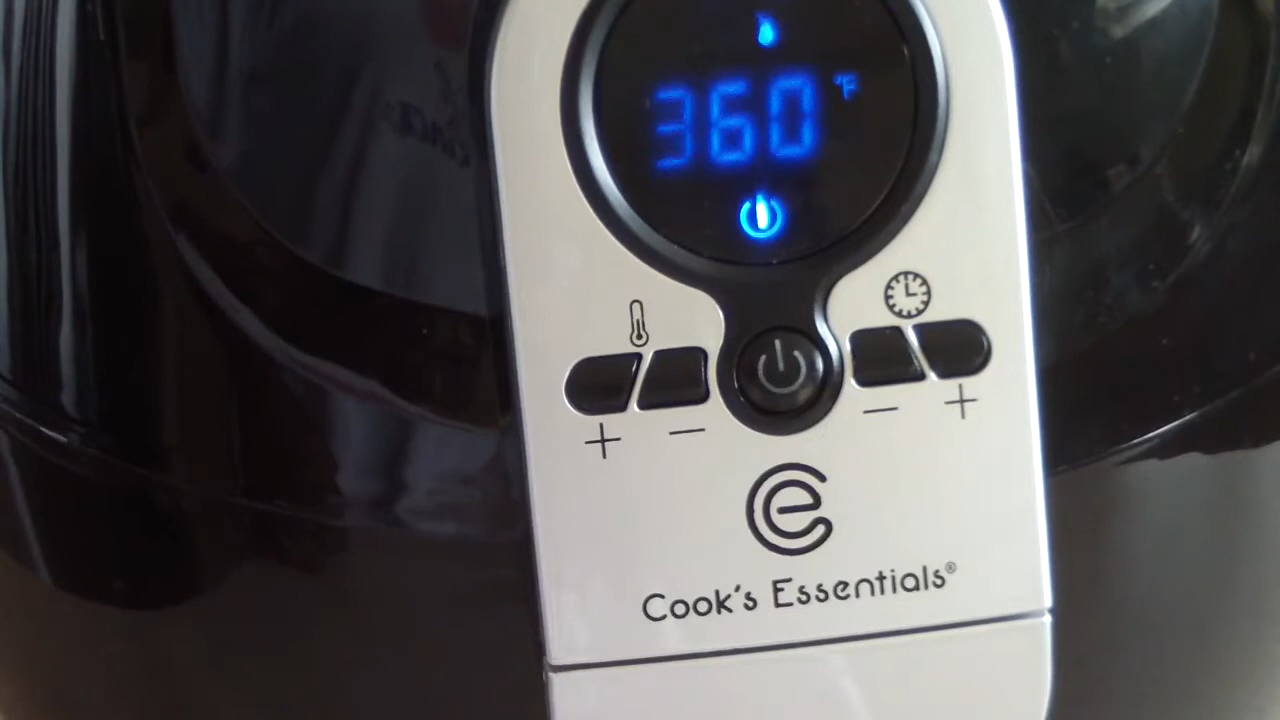 360 °F
+ −
− +
Cook's Essentials®